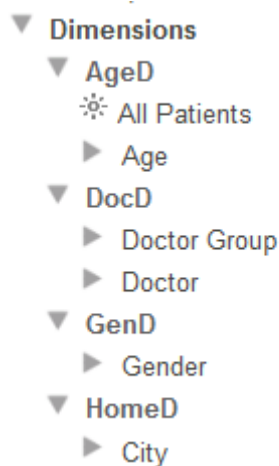 Dimensions
AgeD
All Patients
Age
DocD
Doctor Group
Doctor
GenD
Gender
HomeD
City